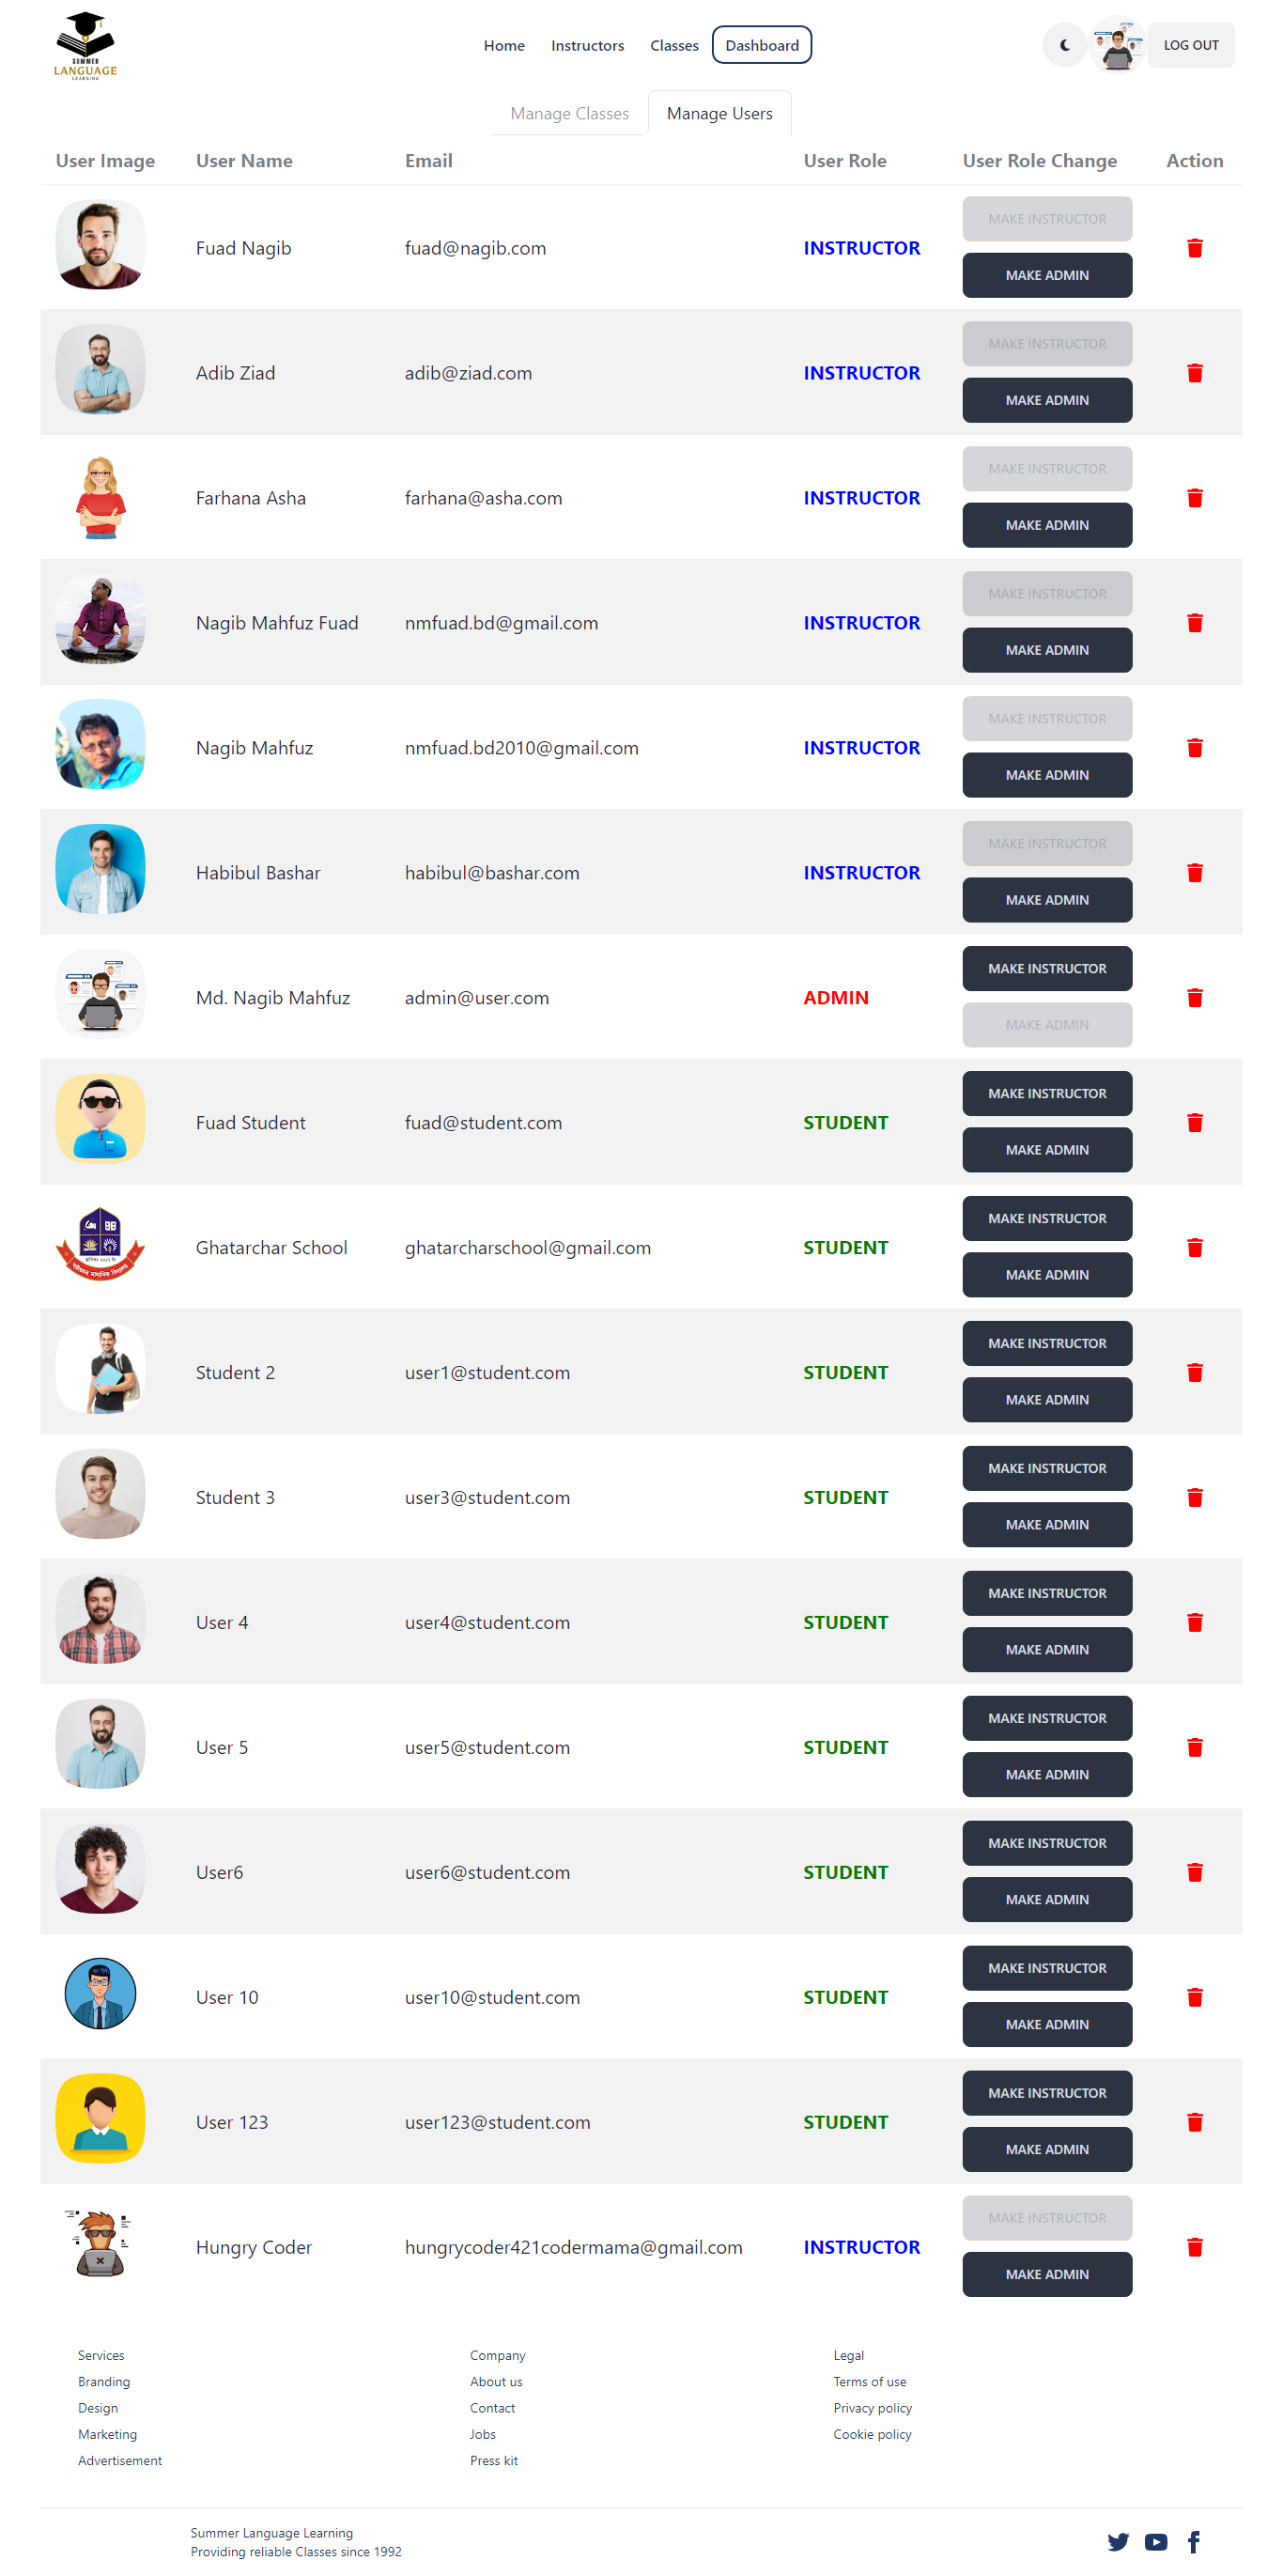 SUMMER
LANGUAGE
LEARNING
Home
Instructors
Classes
Dashboard
LOG OUT
Manage Classes
Manage Users
User Image
User Name
Email
User Role
User Role Change
Action
Fuad Nagib
fuad@nagib.com
INSTRUCTOR
MAKE INSTRUCTOR
MAKE ADMIN
Adib Ziad
adib@ziad.com
INSTRUCTOR
MAKE INSTRUCTOR
MAKE ADMIN
Farhana Asha
farhana@asha.com
INSTRUCTOR
MAKE INSTRUCTOR
MAKE ADMIN
Nagib Mahfuz Fuad
nmfuad.bd@gmail.com
INSTRUCTOR
MAKE INSTRUCTOR
MAKE ADMIN
Nagib Mahfuz
nmfuad.bd2010@gmail.com
INSTRUCTOR
MAKE INSTRUCTOR
MAKE ADMIN
Habibul Bashar
habibul@bashar.com
INSTRUCTOR
MAKE INSTRUCTOR
MAKE ADMIN
Md. Nagib Mahfuz
admin@user.com
ADMIN
MAKE INSTRUCTOR
MAKE ADMIN
Fuad Student
fuad@student.com
STUDENT
MAKE INSTRUCTOR
MAKE ADMIN
Ghatarchar School
ghatarcharschool@gmail.com
STUDENT
MAKE INSTRUCTOR
MAKE ADMIN
Student 2
user1@student.com
STUDENT
MAKE INSTRUCTOR
MAKE ADMIN
Student 3
user3@student.com
STUDENT
MAKE INSTRUCTOR
MAKE ADMIN
User 4
user4@student.com
STUDENT
MAKE INSTRUCTOR
MAKE ADMIN
User 5
user5@student.com
STUDENT
MAKE INSTRUCTOR
MAKE ADMIN
User6
user6@student.com
STUDENT
MAKE INSTRUCTOR
MAKE ADMIN
User 10
user10@student.com
STUDENT
MAKE INSTRUCTOR
MAKE ADMIN
User 123
user123@student.com
STUDENT
MAKE INSTRUCTOR
MAKE ADMIN
Hungry Coder
hungrycoder421codermama@gmail.com
INSTRUCTOR
MAKE INSTRUCTOR
MAKE ADMIN
Services
Branding
Design
Marketing
Advertisement
Company
About us
Contact
Jobs
Press kit
Legal
Terms of use
Privacy policy
Cookie policy
Summer Language Learning
Providing reliable Classes since 1992